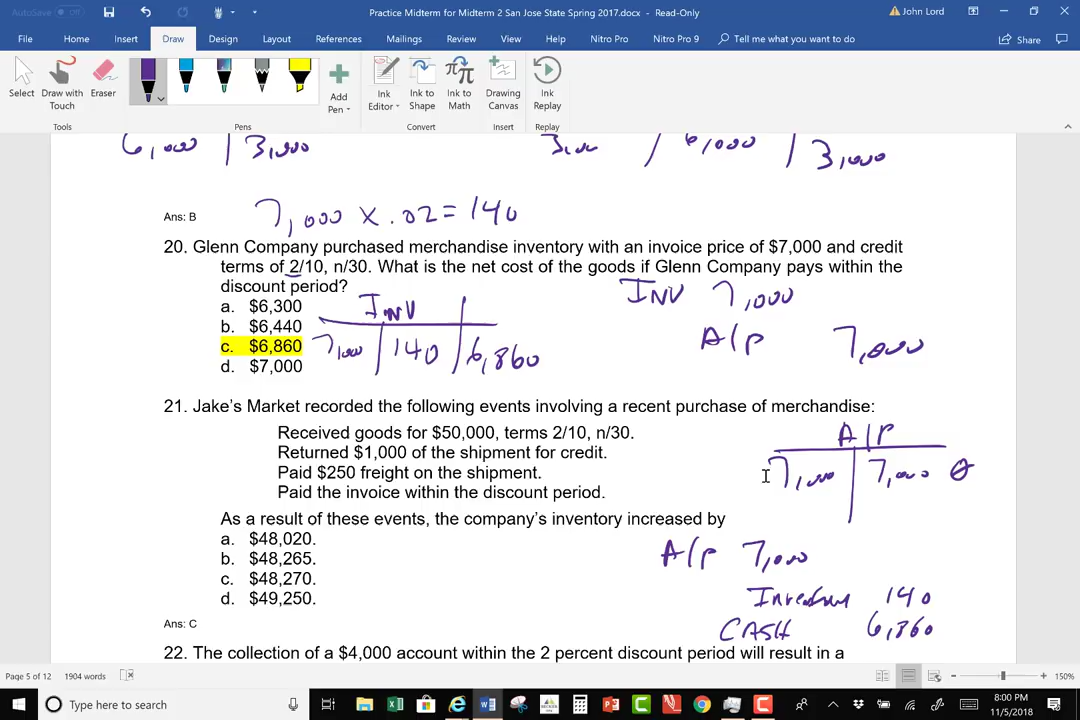 AutoSave Off
Practice Midterm for Midterm 2 San Jose State Spring 2017.docx - Read-Only
John Lord
File Home Insert Draw Design Layout References Mailings Review View Help Nitro Pro Nitro Pro 9 Tell me what you want to do Share
Select
Draw with Touch
Eraser
Add Pen
Ink Editor
Ink to Shape
Ink to Math
Drawing Canvas
Ink Replay
Tools Pens Convert Insert Replay
6,000 | 3,000 3,000 / 6,000 | 3,000
Ans: B
7,000 x .02 = 140
20. Glenn Company purchased merchandise inventory with an invoice price of $7,000 and credit
terms of 2/10, n/30. What is the net cost of the goods if Glenn Company pays within the
discount period?
INV 7,000
a. $6,300
INV
b. $6,440
A/P 7,000
c. $6,860
7,000 140 6,860
d. $7,000
21. Jake's Market recorded the following events involving a recent purchase of merchandise:
Received goods for $50,000, terms 2/10, n/30.
A/P
Returned $1,000 of the shipment for credit.
Paid $250 freight on the shipment.
7,000 7,000 0
Paid the invoice within the discount period.
As a result of these events, the company's inventory increased by
a. $48,020.
A/P 7,000
b. $48,265.
c. $48,270.
d. $49,250.
Inventory 140
Ans: C
CASH 6,860
22. The collection of a $4,000 account within the 2 percent discount period will result in a
Page 5 of 12 1904 words 150%
Type here to search
8:00 PM
11/5/2018